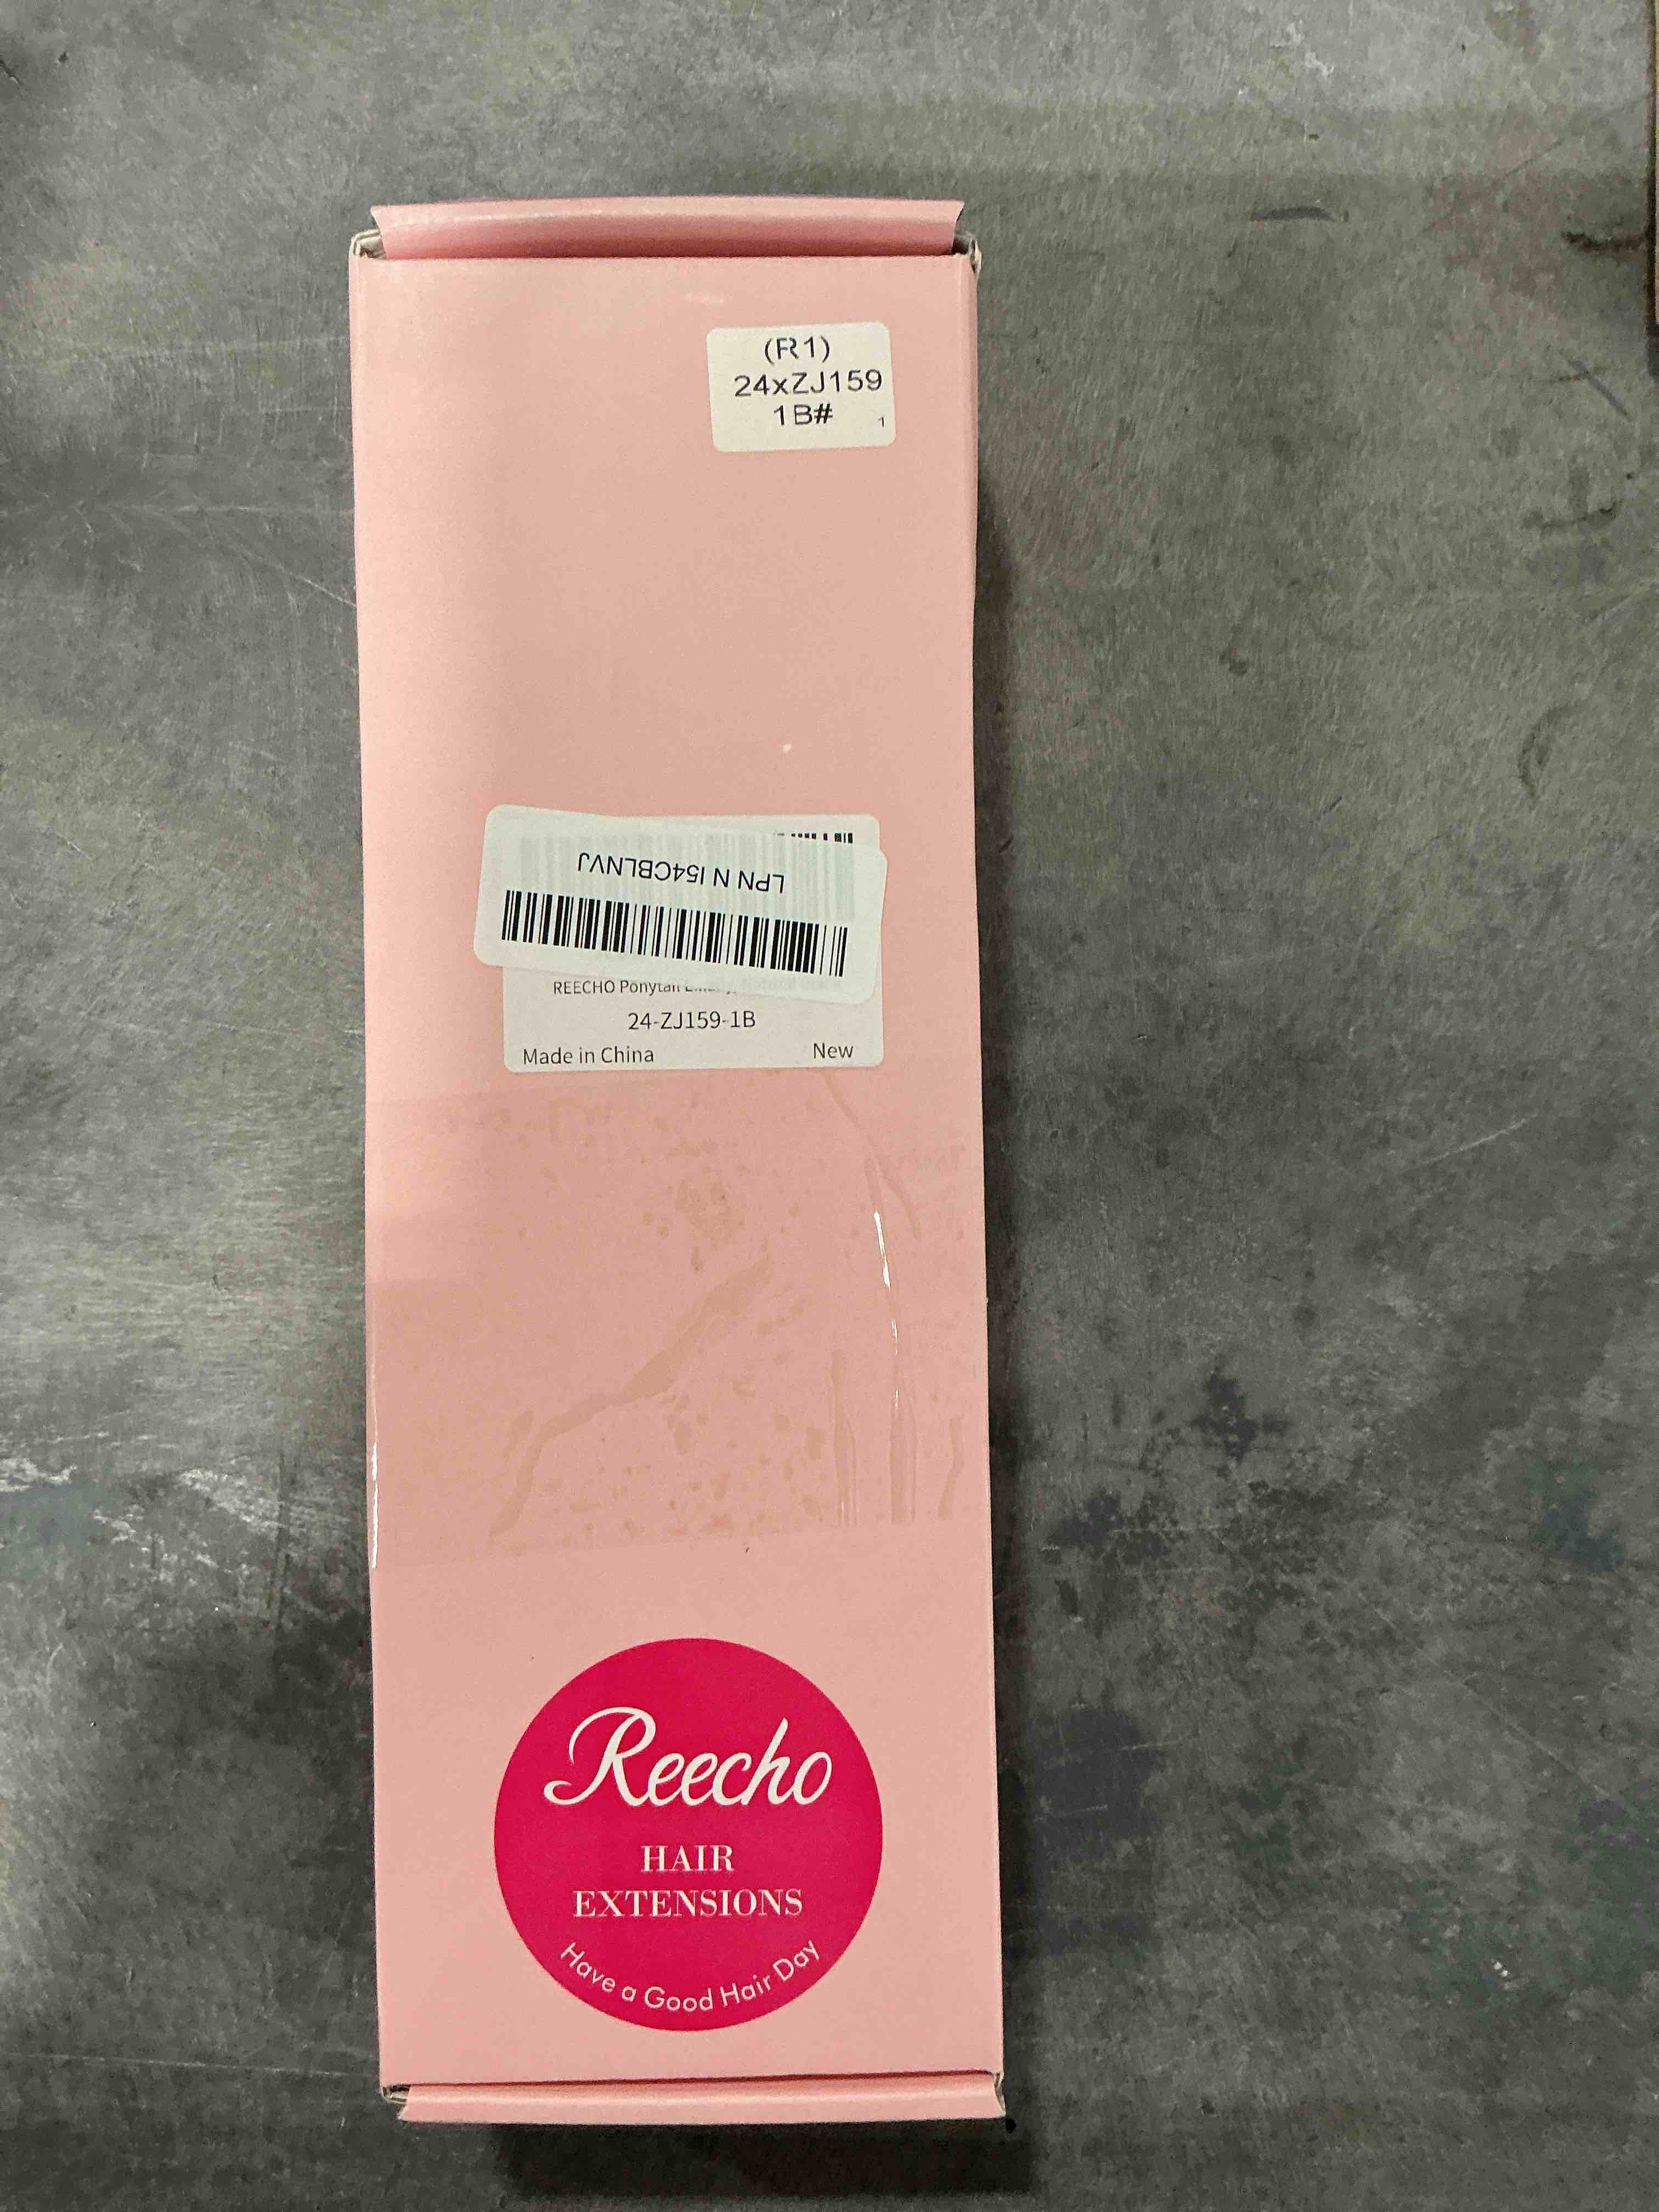 (R1)
24xZJ159
1B#
1
LPN N I54CBLNVJ
REECHO Ponytail Natural
24-ZJ159-1B
Made in China New
Reecho
HAIR
EXTENSIONS
Have a Good Hair Day